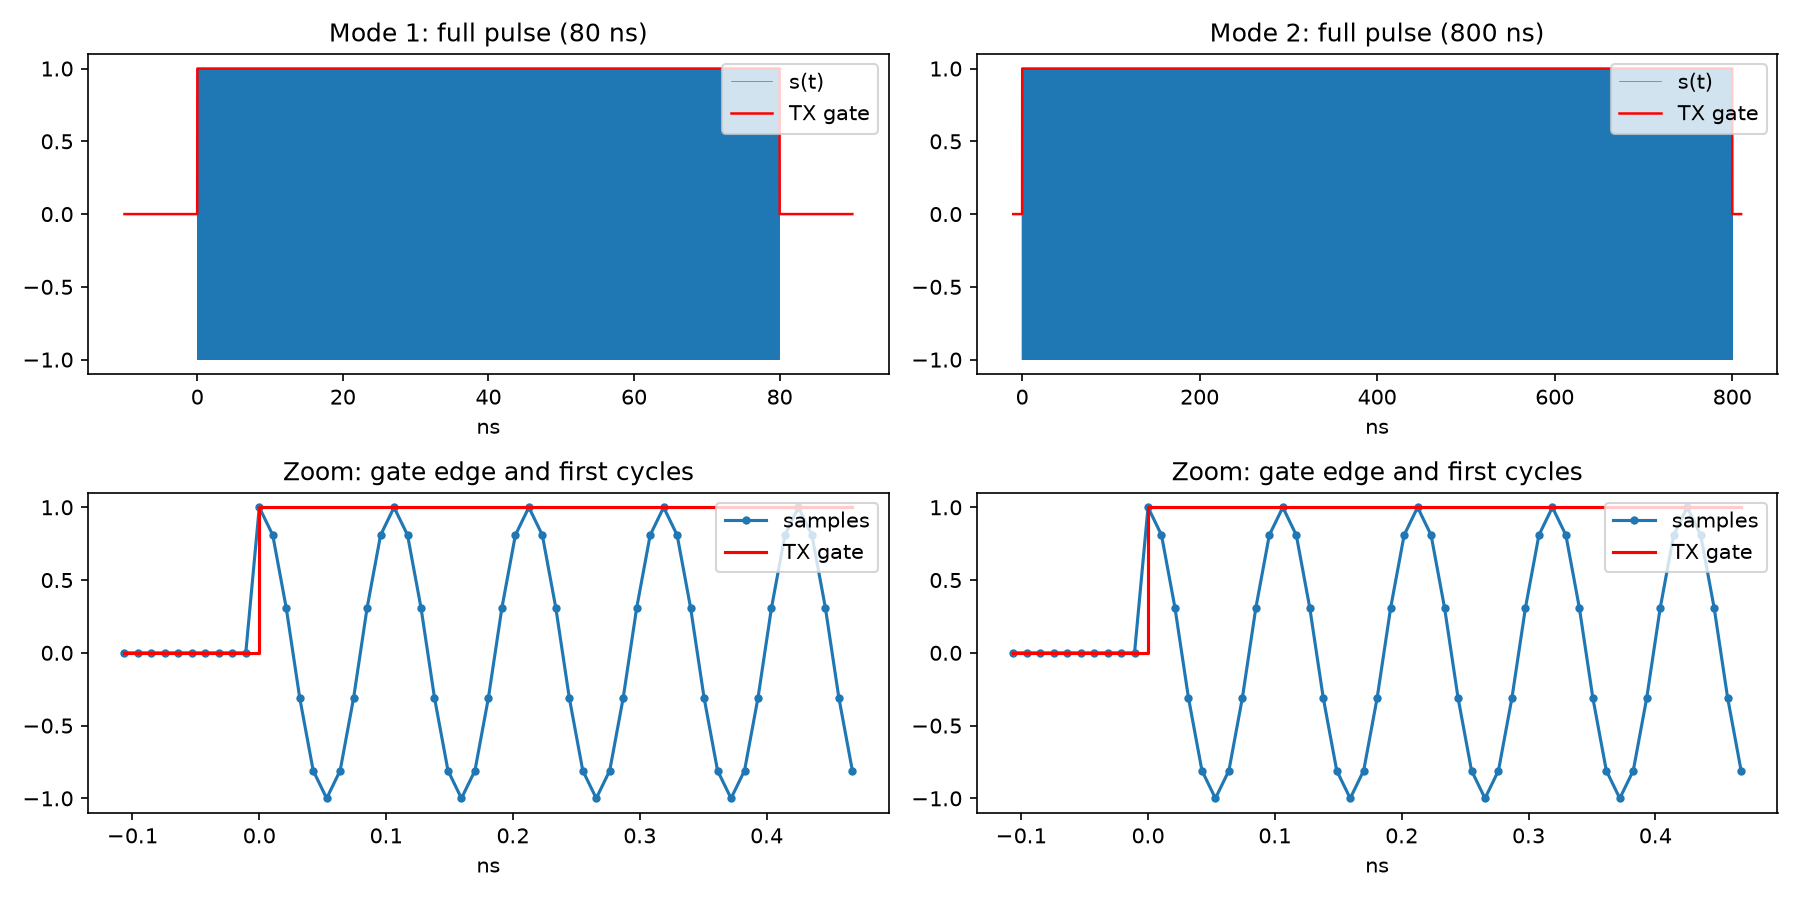 Mode 1: full pulse (80 ns)
1.0
0.5
0.0
−0.5
−1.0
s(t)
TX gate
0 20 40 60 80
ns
Mode 2: full pulse (800 ns)
1.0
0.5
0.0
−0.5
−1.0
s(t)
TX gate
0 200 400 600 800
ns
Zoom: gate edge and first cycles
1.0
0.5
0.0
−0.5
−1.0
samples
TX gate
−0.1 0.0 0.1 0.2 0.3 0.4
ns
Zoom: gate edge and first cycles
1.0
0.5
0.0
−0.5
−1.0
samples
TX gate
−0.1 0.0 0.1 0.2 0.3 0.4
ns